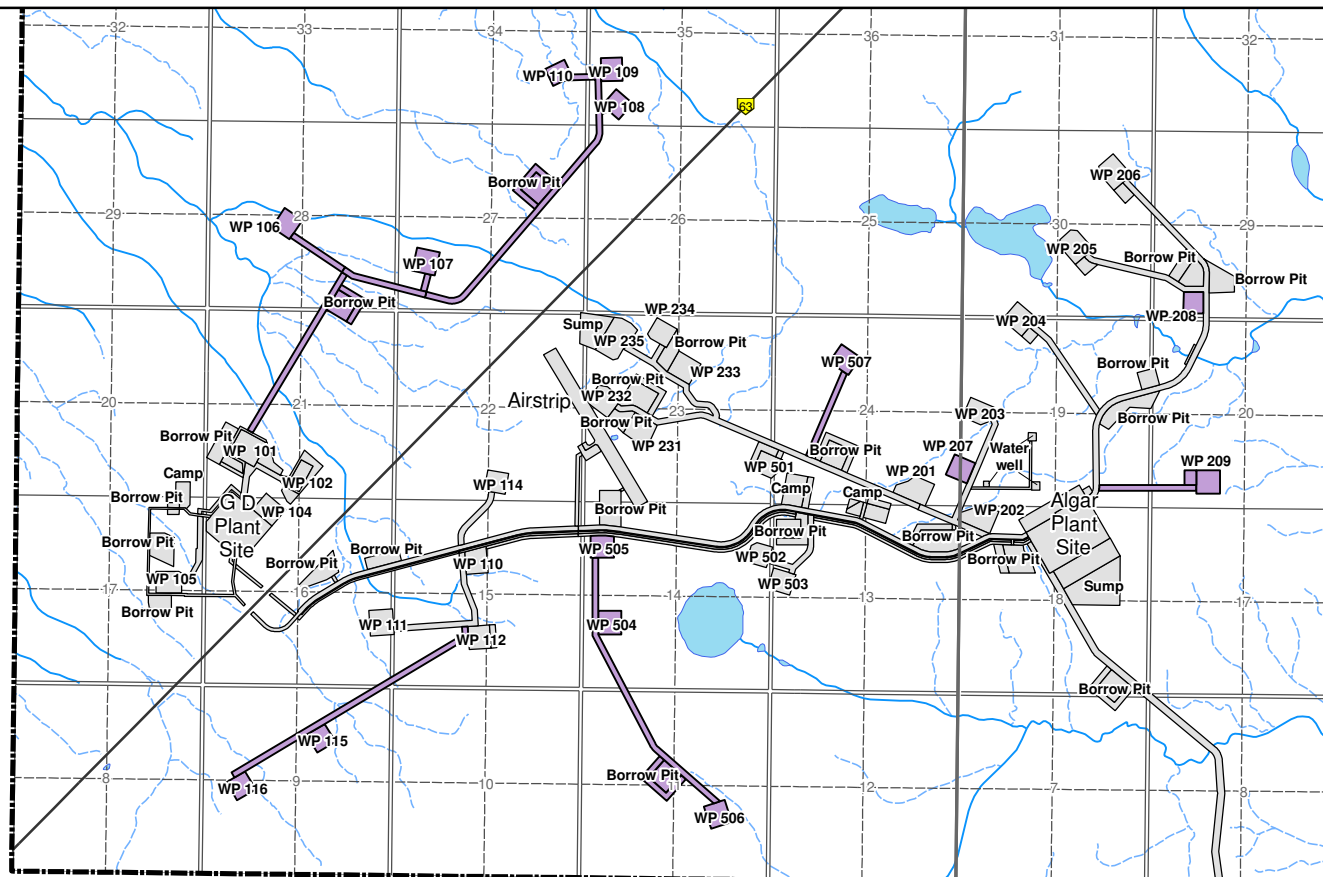 32
33
34
35
36
31
32
WP 110
WP 109
WP 108
63
Borrow Pit
WP 206
29
28
27
26
25
30
29
WP 106
WP 107
WP 205
Borrow Pit
Borrow Pit
Borrow Pit
WP 208
Sump
WP 234
WP 235
Borrow Pit
WP 204
WP 233
WP 507
Borrow Pit
Borrow Pit
20
21
22
Airstrip
WP 232
23
24
WP 203
19
20
Borrow Pit
Borrow Pit
WP 231
Borrow Pit
WP 101
Borrow Pit
WP 207
Water
well
WP 209
Camp
WP 102
WP 114
WP 501
WP 201
Camp
Camp
Borrow Pit
G D
Plant
Site
WP 104
Borrow Pit
WP 202
Algar
Plant
Site
Borrow Pit
Borrow Pit
Borrow Pit
WP 505
Borrow Pit
WP 502
Borrow Pit
WP 105
Borrow Pit
WP 110
WP 503
Sump
17
16
15
14
13
18
17
Borrow Pit
WP 111
WP 112
WP 504
Borrow Pit
WP 115
8
9
10
Borrow Pit
11
12
7
8
WP 116
WP 506